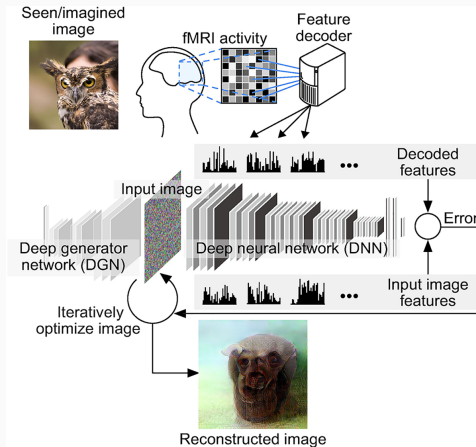 Seen/imagined
image
fMRI activity
Feature
decoder
Decoded
features
Input image
Deep generator
network (DGN)
Deep neural network (DNN)
Error
Input image
features
Iteratively
optimize image
Reconstructed image